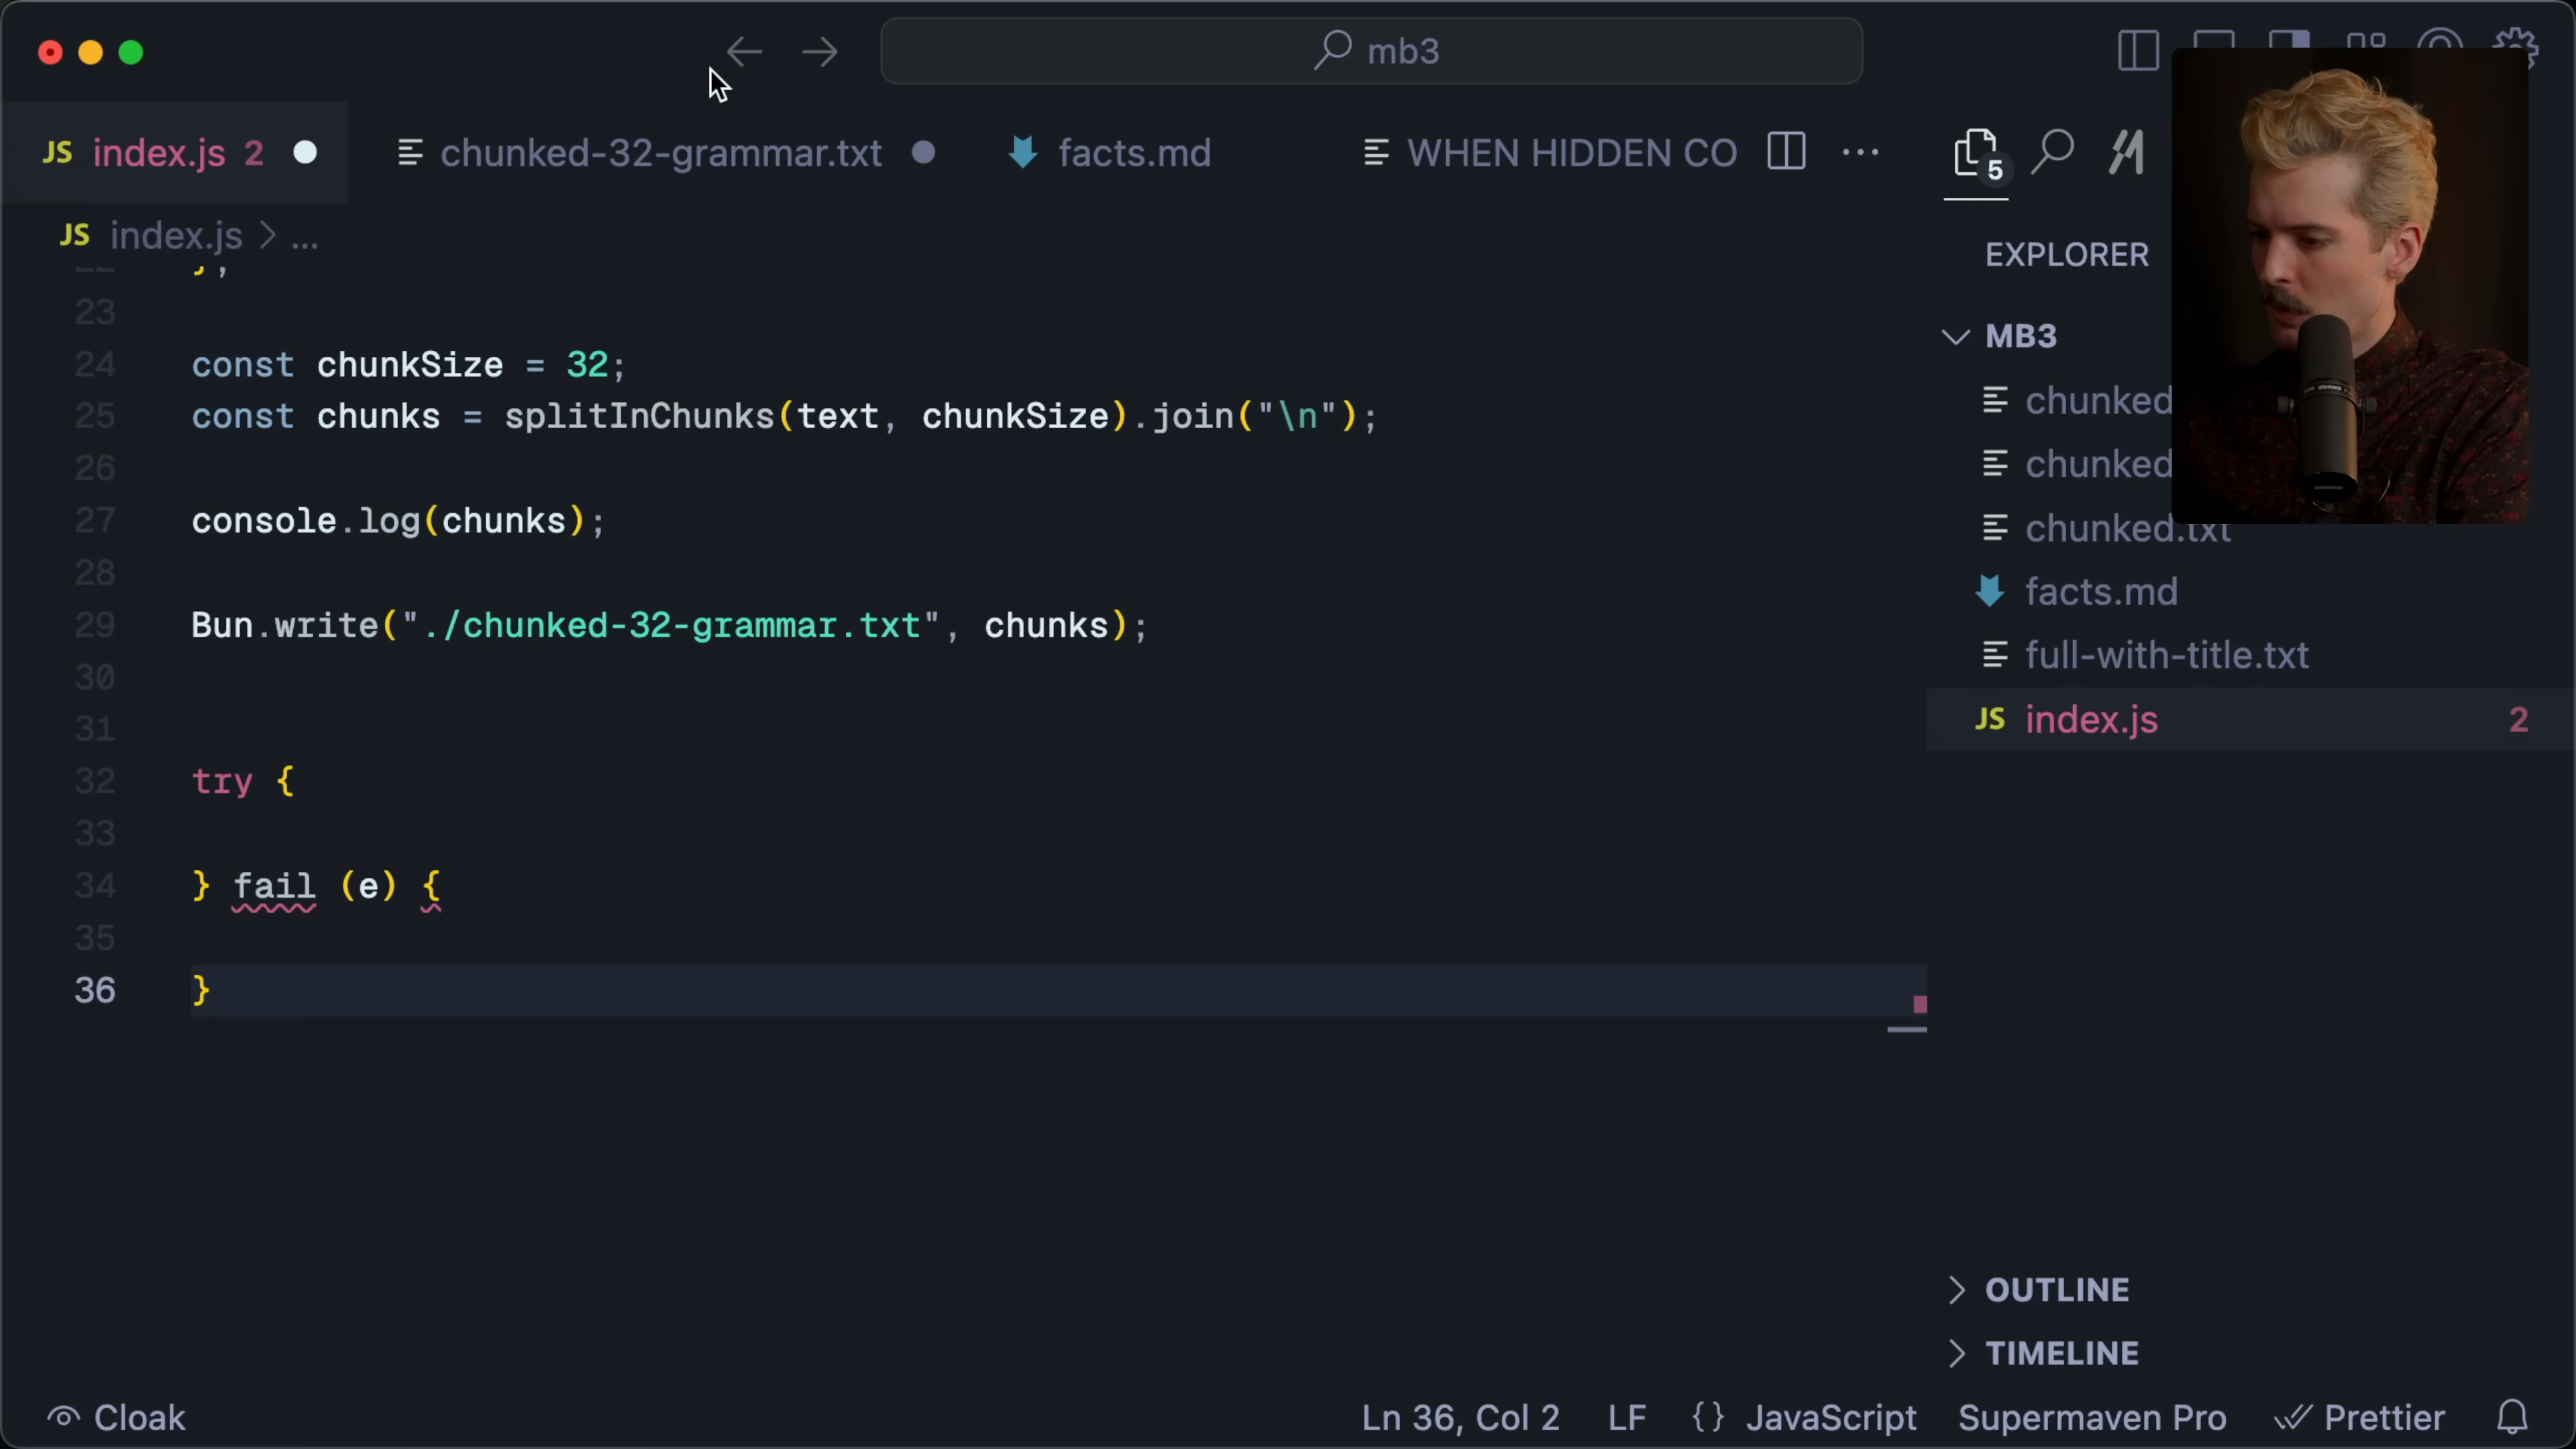 mb3
JS index.js 2
chunked-32-grammar.txt
facts.md
WHEN HIDDEN CO
5
JS index.js > ...
EXPLORER
MB3
22 };
23
24 const chunkSize = 32;
25 const chunks = splitInChunks(text, chunkSize).join("\n");
26
27 console.log(chunks);
28
29 Bun.write("./chunked-32-grammar.txt", chunks);
30
31
32 try {
33
34 } fail (e) {
35
36 }
chunked
chunked
chunked.txt
facts.md
full-with-title.txt
JS index.js 2
OUTLINE
TIMELINE
Cloak
Ln 36, Col 2
LF
{} JavaScript
Supermaven Pro
Prettier